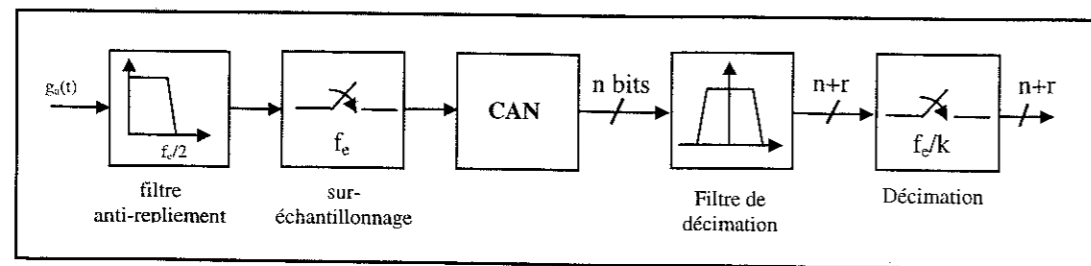 gₐ(t)
fₑ/2
filtre
anti-repliement
fₑ
sur-
échantillonnage
CAN
n bits
Filtre de
décimation
n+r
fₑ/k
Décimation
n+r